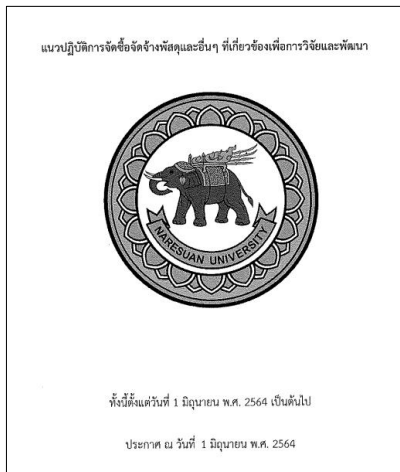 แนวปฏิบัติการจัดซื้อจัดจ้างพัสดุและอื่นๆ ที่เกี่ยวข้องเพื่อการวิจัยและพัฒนา
NARESUAN UNIVERSITY
ทั้งนี้ตั้งแต่วันที่ 1 มิถุนายน พ.ศ. 2564 เป็นต้นไป
ประกาศ ณ วันที่ 1 มิถุนายน พ.ศ. 2564